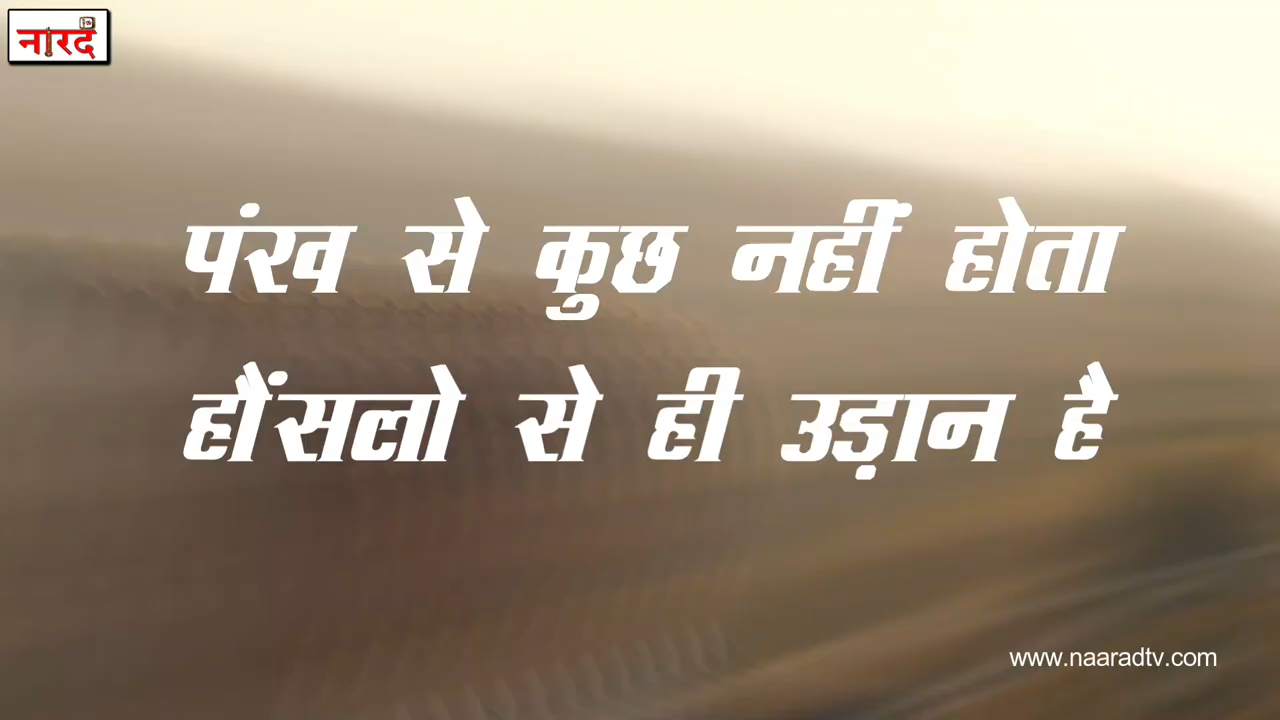 नारद
पंख से कुछ नहीं होता
हौंसलो से ही उड़ान है
www.naaradtv.com